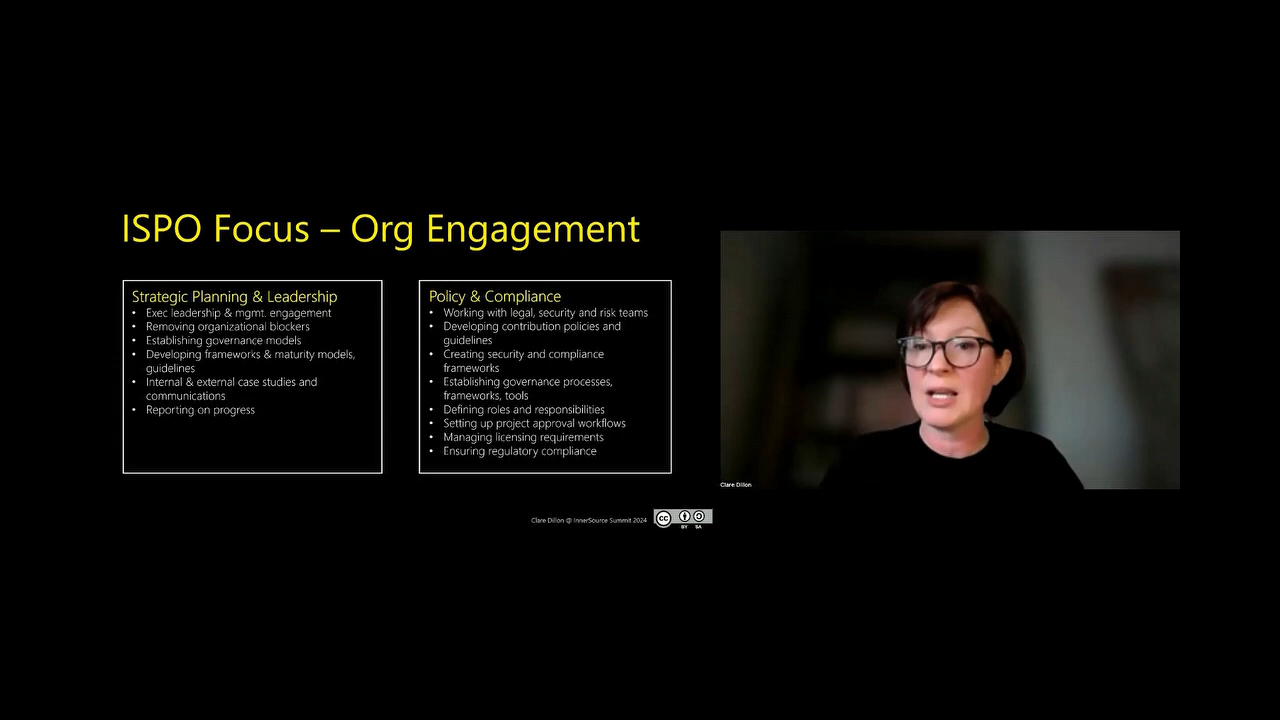 ISPO Focus – Org Engagement
Strategic Planning & Leadership
• Exec leadership & mgmt. engagement
• Removing organizational blockers
• Establishing governance models
• Developing frameworks & maturity models,
guidelines
• Internal & external case studies and
communications
• Reporting on progress
Policy & Compliance
• Working with legal, security and risk teams
• Developing contribution policies and
guidelines
• Creating security and compliance
frameworks
• Establishing governance processes,
frameworks, tools
• Defining roles and responsibilities
• Setting up project approval workflows
• Managing licensing requirements
• Ensuring regulatory compliance
Clare Dillon
Clare Dillon @ InnerSource Summit 2024
cc
BY SA